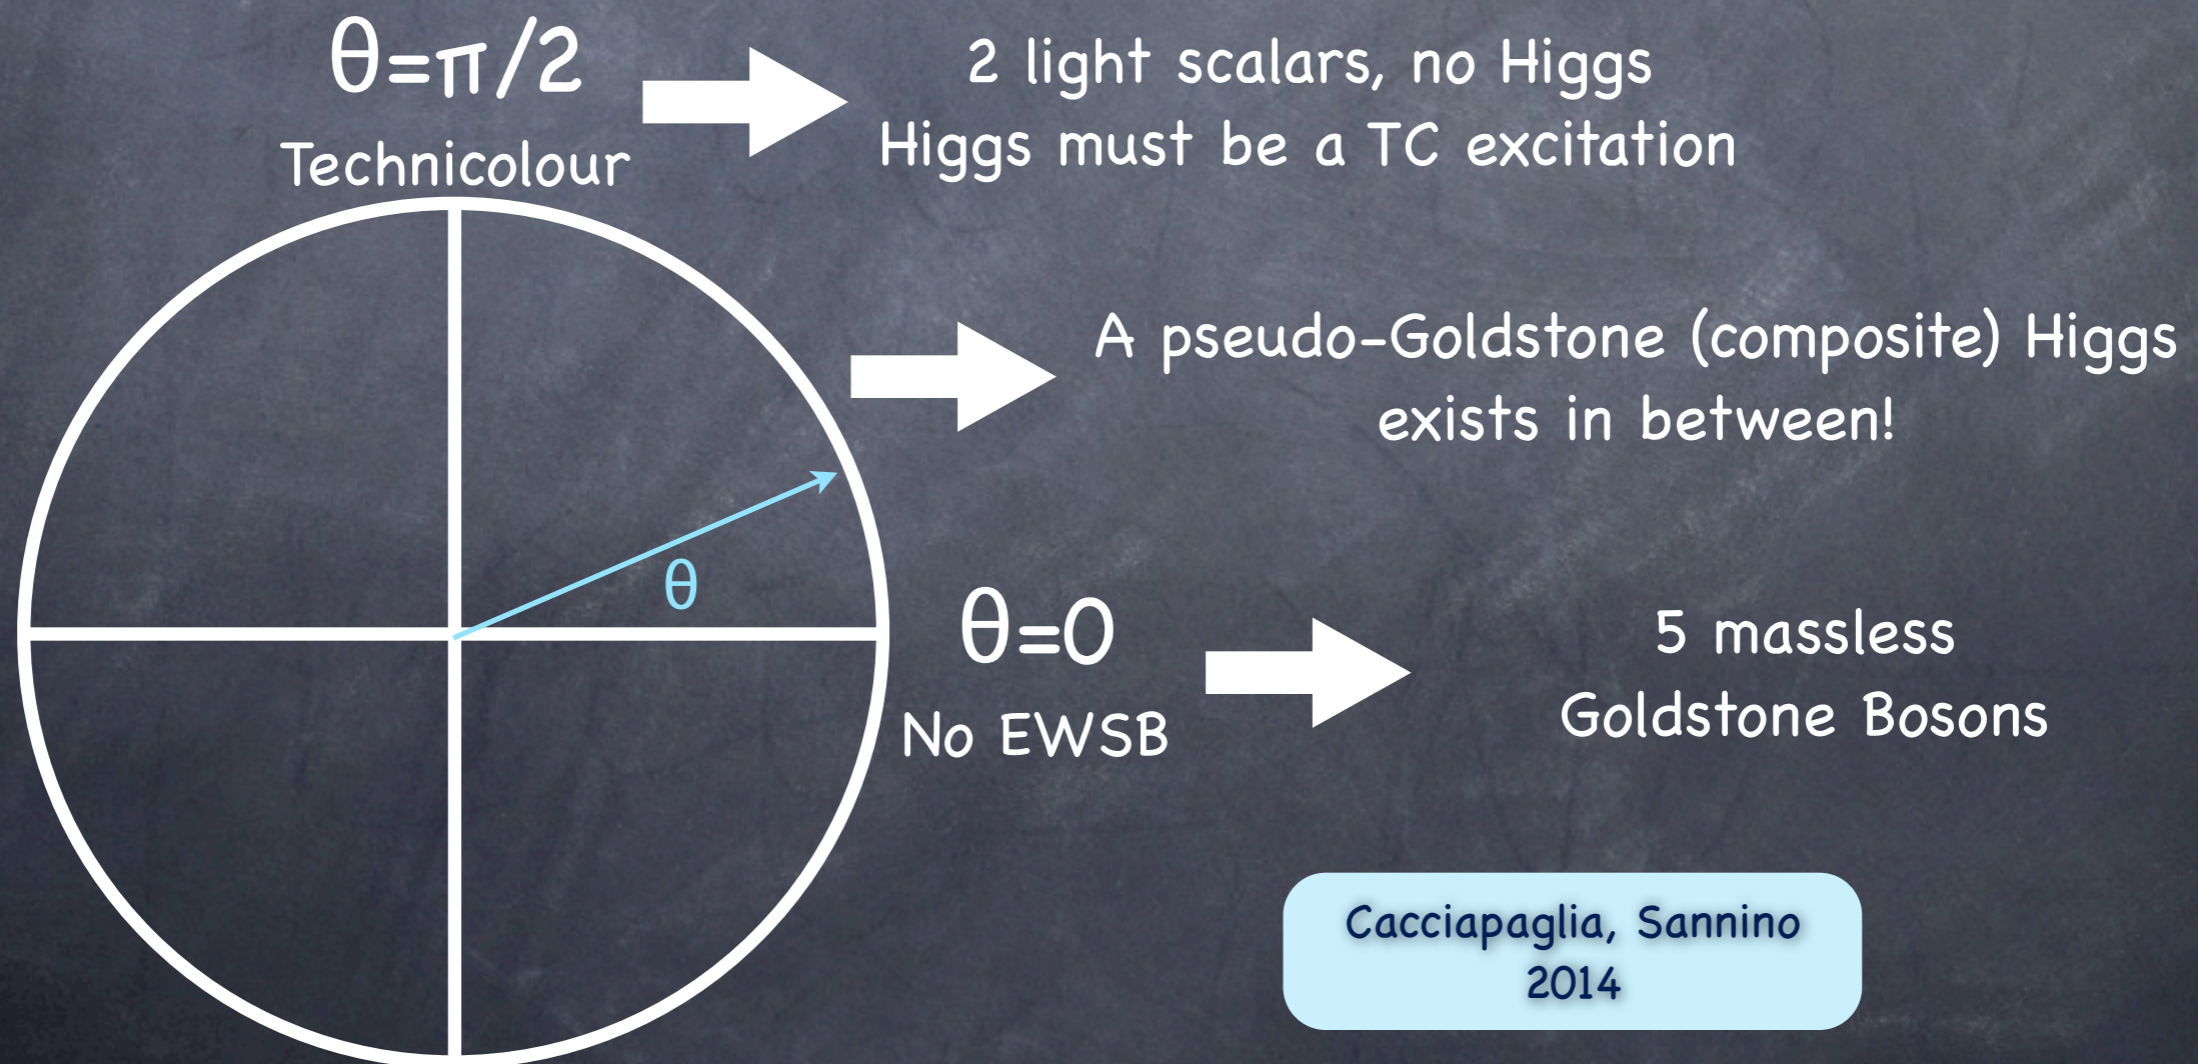 θ=π/2
Technicolour
2 light scalars, no Higgs
Higgs must be a TC excitation
A pseudo-Goldstone (composite) Higgs
exists in between!
θ
θ=0
No EWSB
5 massless
Goldstone Bosons
Cacciapaglia, Sannino
2014